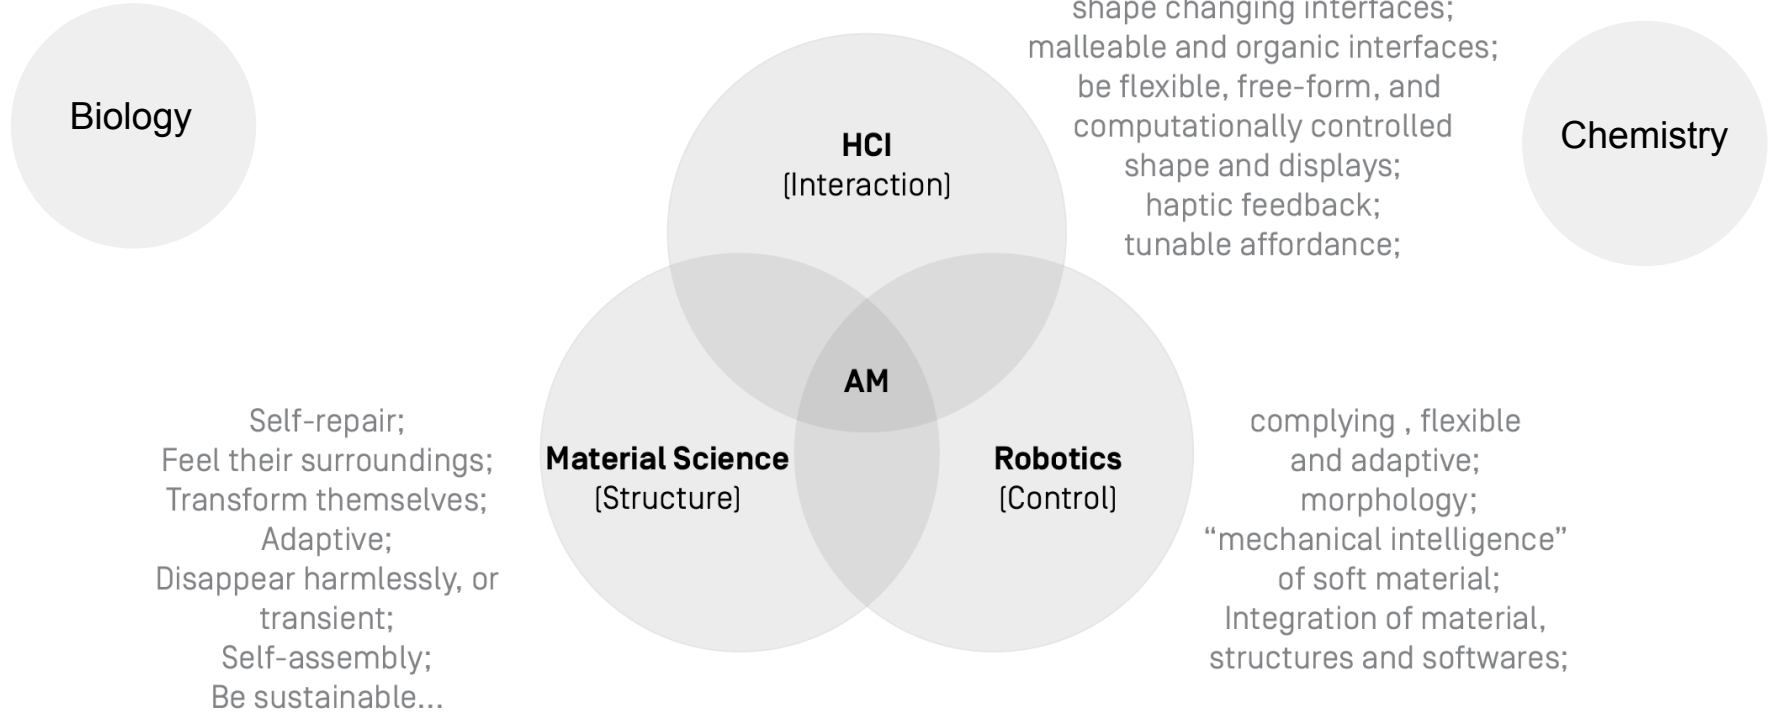 shape changing interfaces;
malleable and organic interfaces;
be flexible, free-form, and
computationally controlled
shape and displays;
haptic feedback;
tunable affordance;
Biology
Chemistry
HCI
(Interaction)
AM
Material Science
(Structure)
Robotics
(Control)
Self-repair;
Feel their surroundings;
Transform themselves;
Adaptive;
Disappear harmlessly, or
transient;
Self-assembly;
Be sustainable...
complying , flexible
and adaptive;
morphology;
“mechanical intelligence”
of soft material;
Integration of material,
structures and softwares;